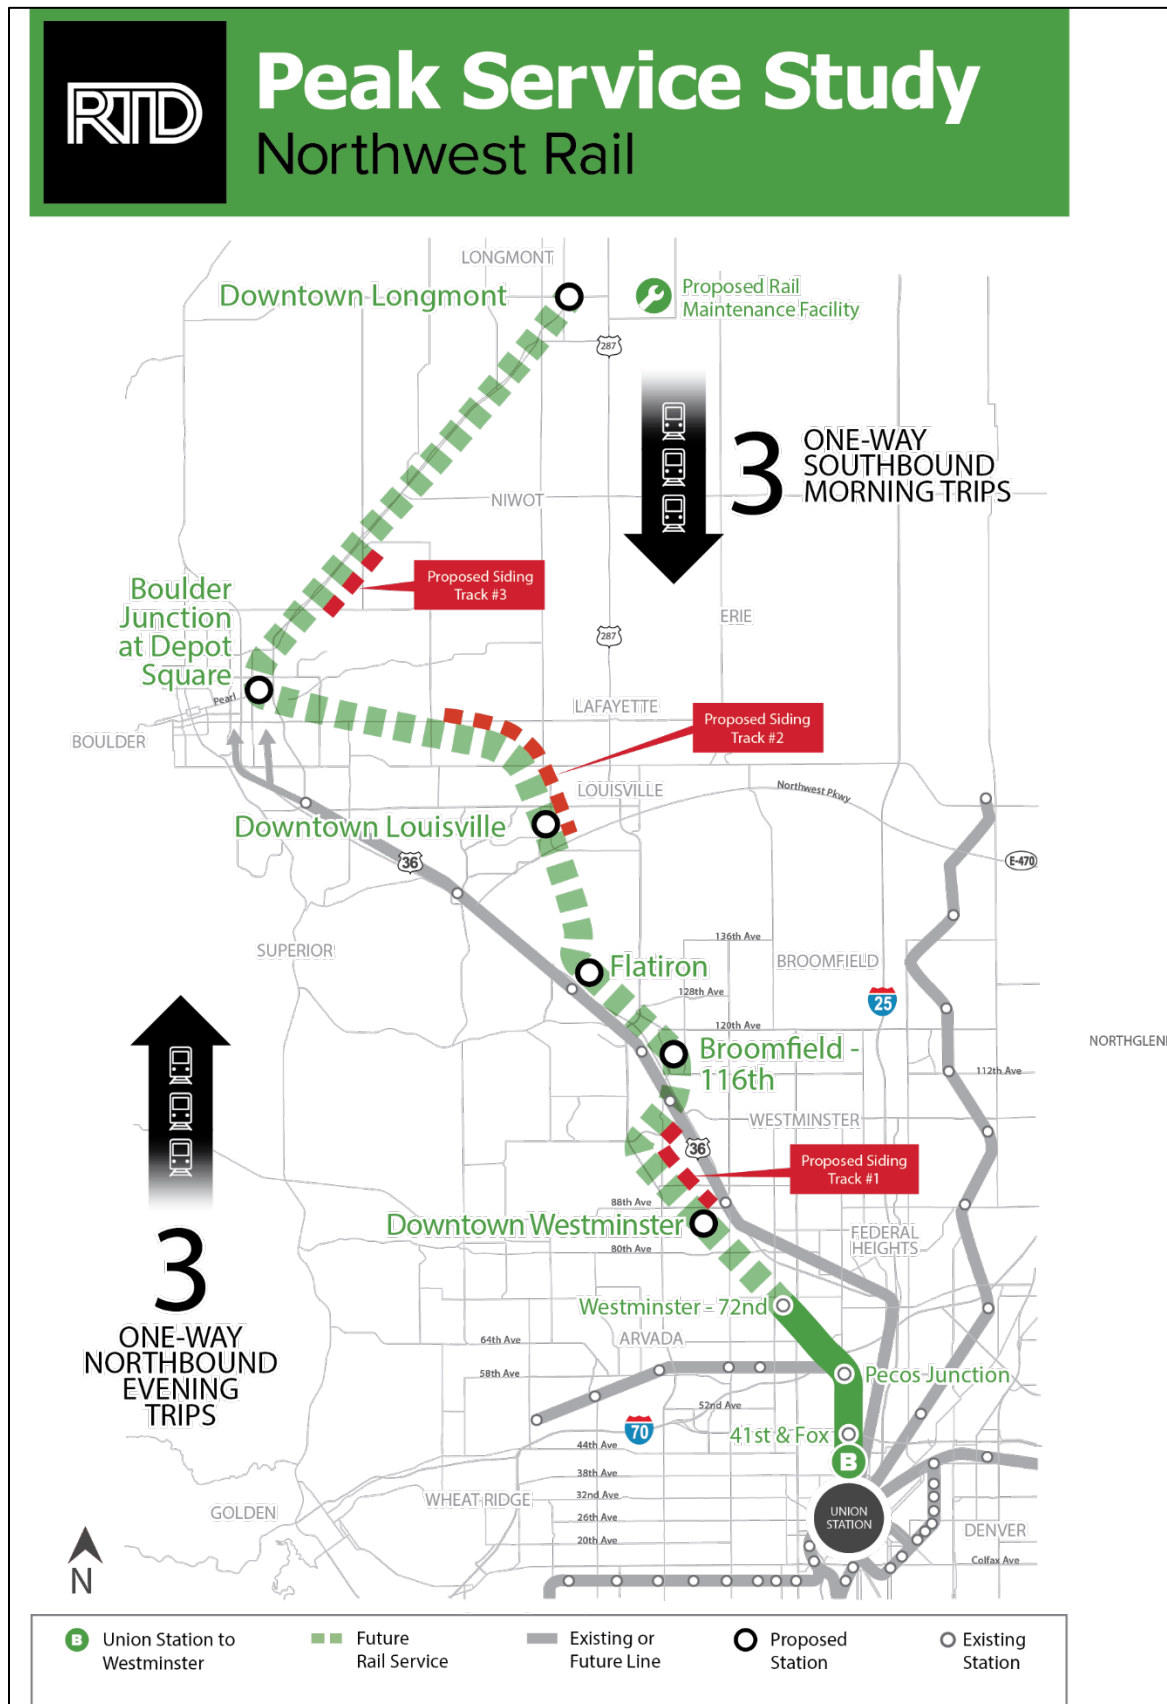 RTD
Peak Service Study
Northwest Rail
LONGMONT
Downtown Longmont
Proposed Rail
Maintenance Facility
287
3
ONE-WAY
SOUTHBOUND
MORNING TRIPS
NIWOT
Proposed Siding
Track #3
Boulder
Junction
at Depot
Square
287
ERIE
Pearl
LAFAYETTE
Proposed Siding
Track #2
BOULDER
LOUISVILLE
Northwest Pkwy
Downtown Louisville
36
E-470
136th Ave
SUPERIOR
BROOMFIELD
Flatiron
128th Ave
25
120th Ave
NORTHGLEN
Broomfield -
116th
112th Ave
WESTMINSTER
36
Proposed Siding
Track #1
88th Ave
Downtown Westminster
FEDERAL
HEIGHTS
80th Ave
3
ONE-WAY
NORTHBOUND
EVENING
TRIPS
Westminster - 72nd
ARVADA
64th Ave
58th Ave
Pecos Junction
52nd Ave
70
41st & Fox
44th Ave
B
38th Ave
WHEAT RIDGE
32nd Ave
GOLDEN
UNION
STATION
26th Ave
DENVER
20th Ave
Colfax Ave
N
B
Union Station to
Westminster
Future
Rail Service
Existing or
Future Line
Proposed
Station
Existing
Station